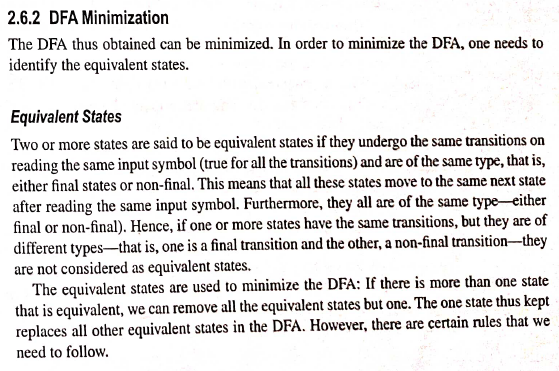 2.6.2 DFA Minimization
The DFA thus obtained can be minimized. In order to minimize the DFA, one needs to
identify the equivalent states.
Equivalent States
Two or more states are said to be equivalent states if they undergo the same transitions on
reading the same input symbol (true for all the transitions) and are of the same type, that is,
either final states or non-final. This means that all these states move to the same next state
after reading the same input symbol. Furthermore, they all are of the same type—either
final or non-final). Hence, if one or more states have the same transitions, but they are of
different types—that is, one is a final transition and the other, a non-final transition—they
are not considered as equivalent states.
The equivalent states are used to minimize the DFA: If there is more than one state
that is equivalent, we can remove all the equivalent states but one. The one state thus kept
replaces all other equivalent states in the DFA. However, there are certain rules that we
need to follow.